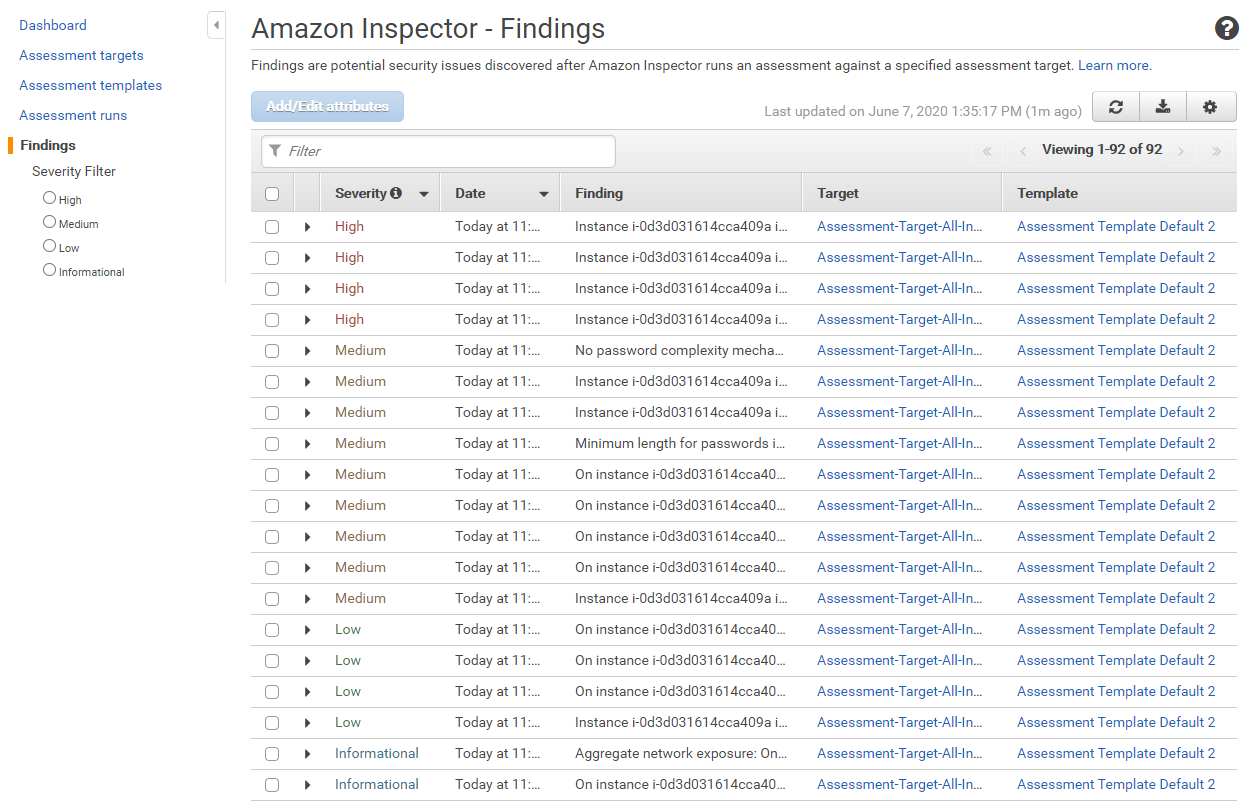 Dashboard
Assessment targets
Assessment templates
Assessment runs
Findings
Severity Filter
High
Medium
Low
Informational
Amazon Inspector - Findings
Findings are potential security issues discovered after Amazon Inspector runs an assessment against a specified assessment target. Learn more.
Add/Edit attributes
Last updated on June 7, 2020 1:35:17 PM (1m ago)
Filter
« ‹ Viewing 1-92 of 92 › »
Severity Date Finding Target Template
High Today at 11:... Instance i-0d3d031614cca409a i... Assessment-Target-All-In... Assessment Template Default 2
High Today at 11:... Instance i-0d3d031614cca409a i... Assessment-Target-All-In... Assessment Template Default 2
High Today at 11:... Instance i-0d3d031614cca409a i... Assessment-Target-All-In... Assessment Template Default 2
High Today at 11:... Instance i-0d3d031614cca409a i... Assessment-Target-All-In... Assessment Template Default 2
Medium Today at 11:... No password complexity mecha... Assessment-Target-All-In... Assessment Template Default 2
Medium Today at 11:... Instance i-0d3d031614cca409a i... Assessment-Target-All-In... Assessment Template Default 2
Medium Today at 11:... Instance i-0d3d031614cca409a i... Assessment-Target-All-In... Assessment Template Default 2
Medium Today at 11:... Minimum length for passwords i... Assessment-Target-All-In... Assessment Template Default 2
Medium Today at 11:... On instance i-0d3d031614cca40... Assessment-Target-All-In... Assessment Template Default 2
Medium Today at 11:... On instance i-0d3d031614cca40... Assessment-Target-All-In... Assessment Template Default 2
Medium Today at 11:... On instance i-0d3d031614cca40... Assessment-Target-All-In... Assessment Template Default 2
Medium Today at 11:... On instance i-0d3d031614cca40... Assessment-Target-All-In... Assessment Template Default 2
Medium Today at 11:... Instance i-0d3d031614cca409a i... Assessment-Target-All-In... Assessment Template Default 2
Low Today at 11:... On instance i-0d3d031614cca40... Assessment-Target-All-In... Assessment Template Default 2
Low Today at 11:... On instance i-0d3d031614cca40... Assessment-Target-All-In... Assessment Template Default 2
Low Today at 11:... On instance i-0d3d031614cca40... Assessment-Target-All-In... Assessment Template Default 2
Low Today at 11:... Instance i-0d3d031614cca409a i... Assessment-Target-All-In... Assessment Template Default 2
Informational Today at 11:... Aggregate network exposure: On... Assessment-Target-All-In... Assessment Template Default 2
Informational Today at 11:... On instance i-0d3d031614cca40... Assessment-Target-All-In... Assessment Template Default 2